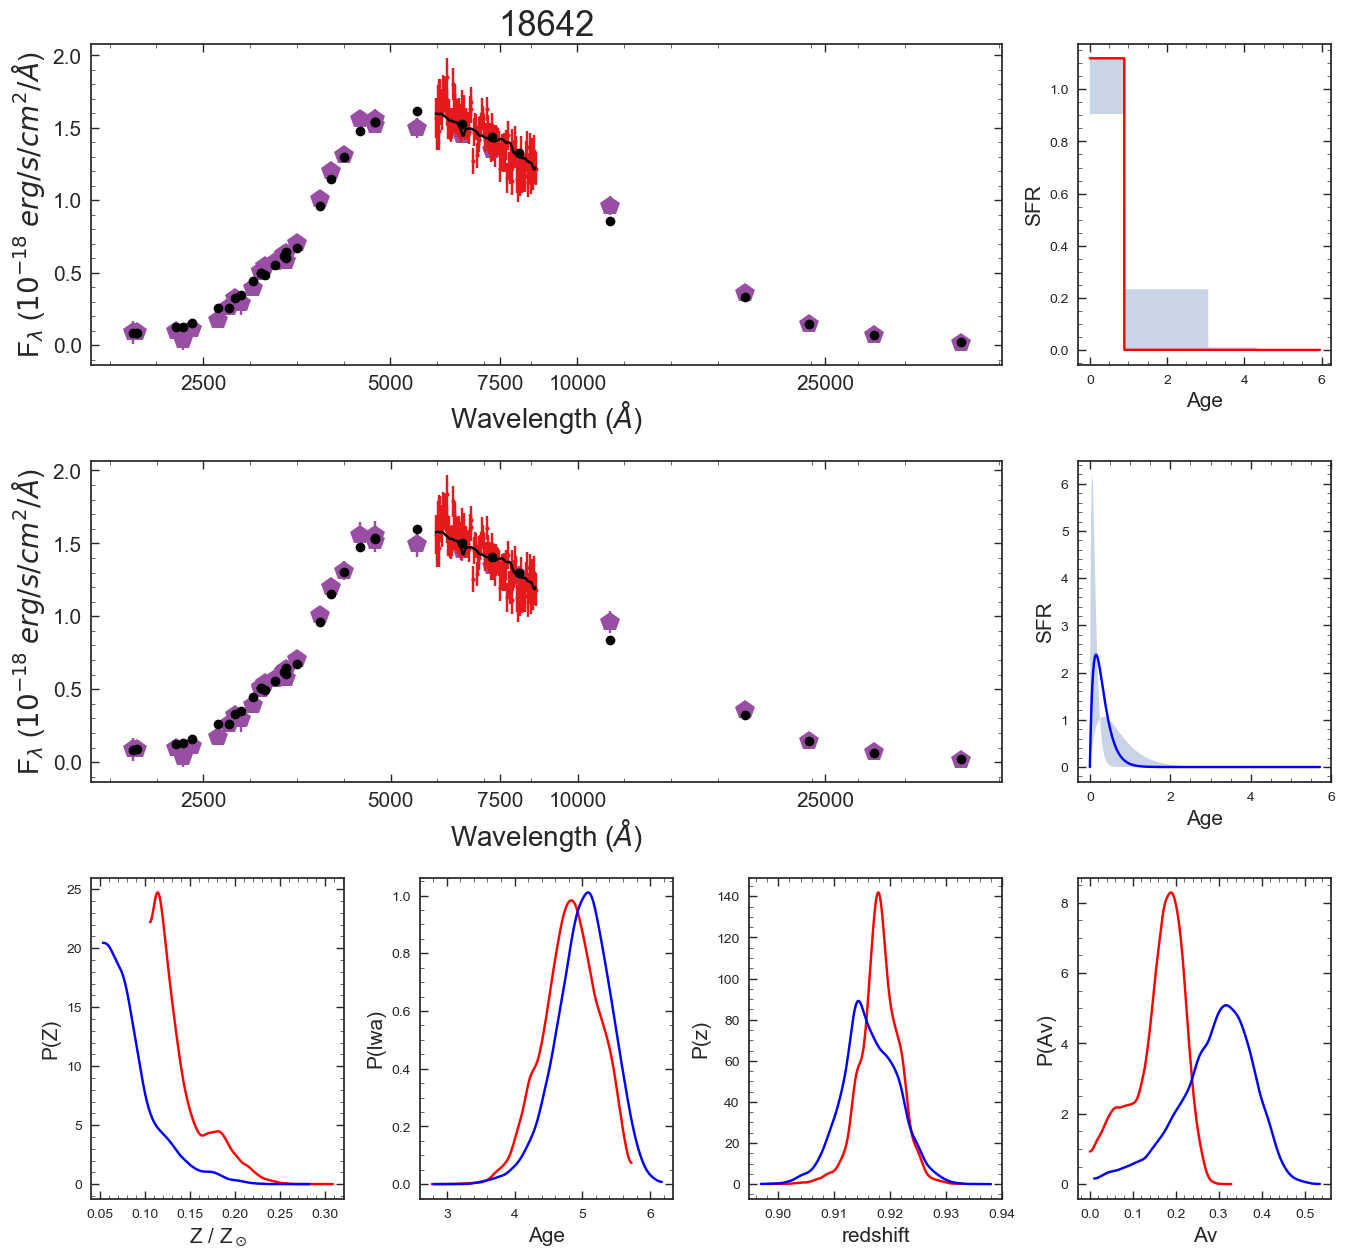 18642
F_λ (10^−18 erg/s/cm^2/Å)
2.0
1.5
1.0
0.5
0.0
2500 5000 7500 10000 25000
Wavelength (Å)
SFR
1.0
0.8
0.6
0.4
0.2
0.0
0 2 4 6
Age
F_λ (10^−18 erg/s/cm^2/Å)
2.0
1.5
1.0
0.5
0.0
2500 5000 7500 10000 25000
Wavelength (Å)
SFR
6
5
4
3
2
1
0
0 1 2 3 4 5 6
Age
P(Z)
25
20
15
10
5
0
0.05 0.10 0.15 0.20 0.25 0.30
Z / Z_⊙
P(lwa)
1.0
0.8
0.6
0.4
0.2
0.0
3 4 5 6
Age
P(z)
140
120
100
80
60
40
20
0
0.90 0.91 0.92 0.93 0.94
redshift
P(Av)
8
6
4
2
0
0.0 0.1 0.2 0.3 0.4 0.5
Av